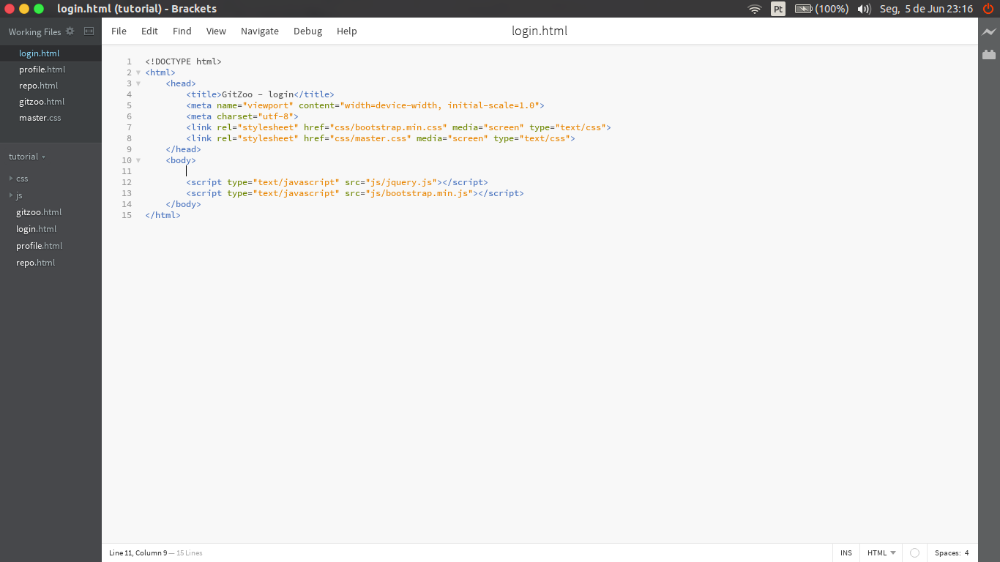 login.html (tutorial) - Brackets
Pt (100%) Seg, 5 de Jun 23:16
Working Files
File Edit Find View Navigate Debug Help
login.html
login.html
profile.html
repo.html
gitzoo.html
master.css
tutorial
css
js
gitzoo.html
login.html
profile.html
repo.html
1 <!DOCTYPE html>
2 <html>
3 <head>
4 <title>GitZoo - login</title>
5 <meta name="viewport" content="width=device-width, initial-scale=1.0">
6 <meta charset="utf-8">
7 <link rel="stylesheet" href="css/bootstrap.min.css" media="screen" type="text/css">
8 <link rel="stylesheet" href="css/master.css" media="screen" type="text/css">
9 </head>
10 <body>
11
12 <script type="text/javascript" src="js/jquery.js"></script>
13 <script type="text/javascript" src="js/bootstrap.min.js"></script>
14 </body>
15 </html>
Line 11, Column 9 — 15 Lines
INS HTML Spaces: 4